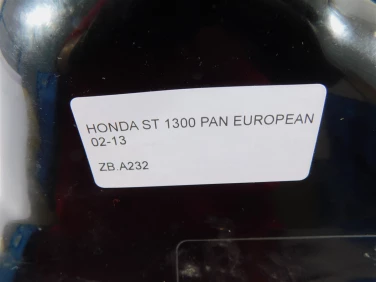 HONDA ST 1300 PAN EUROPEAN
02-13
ZB.A232